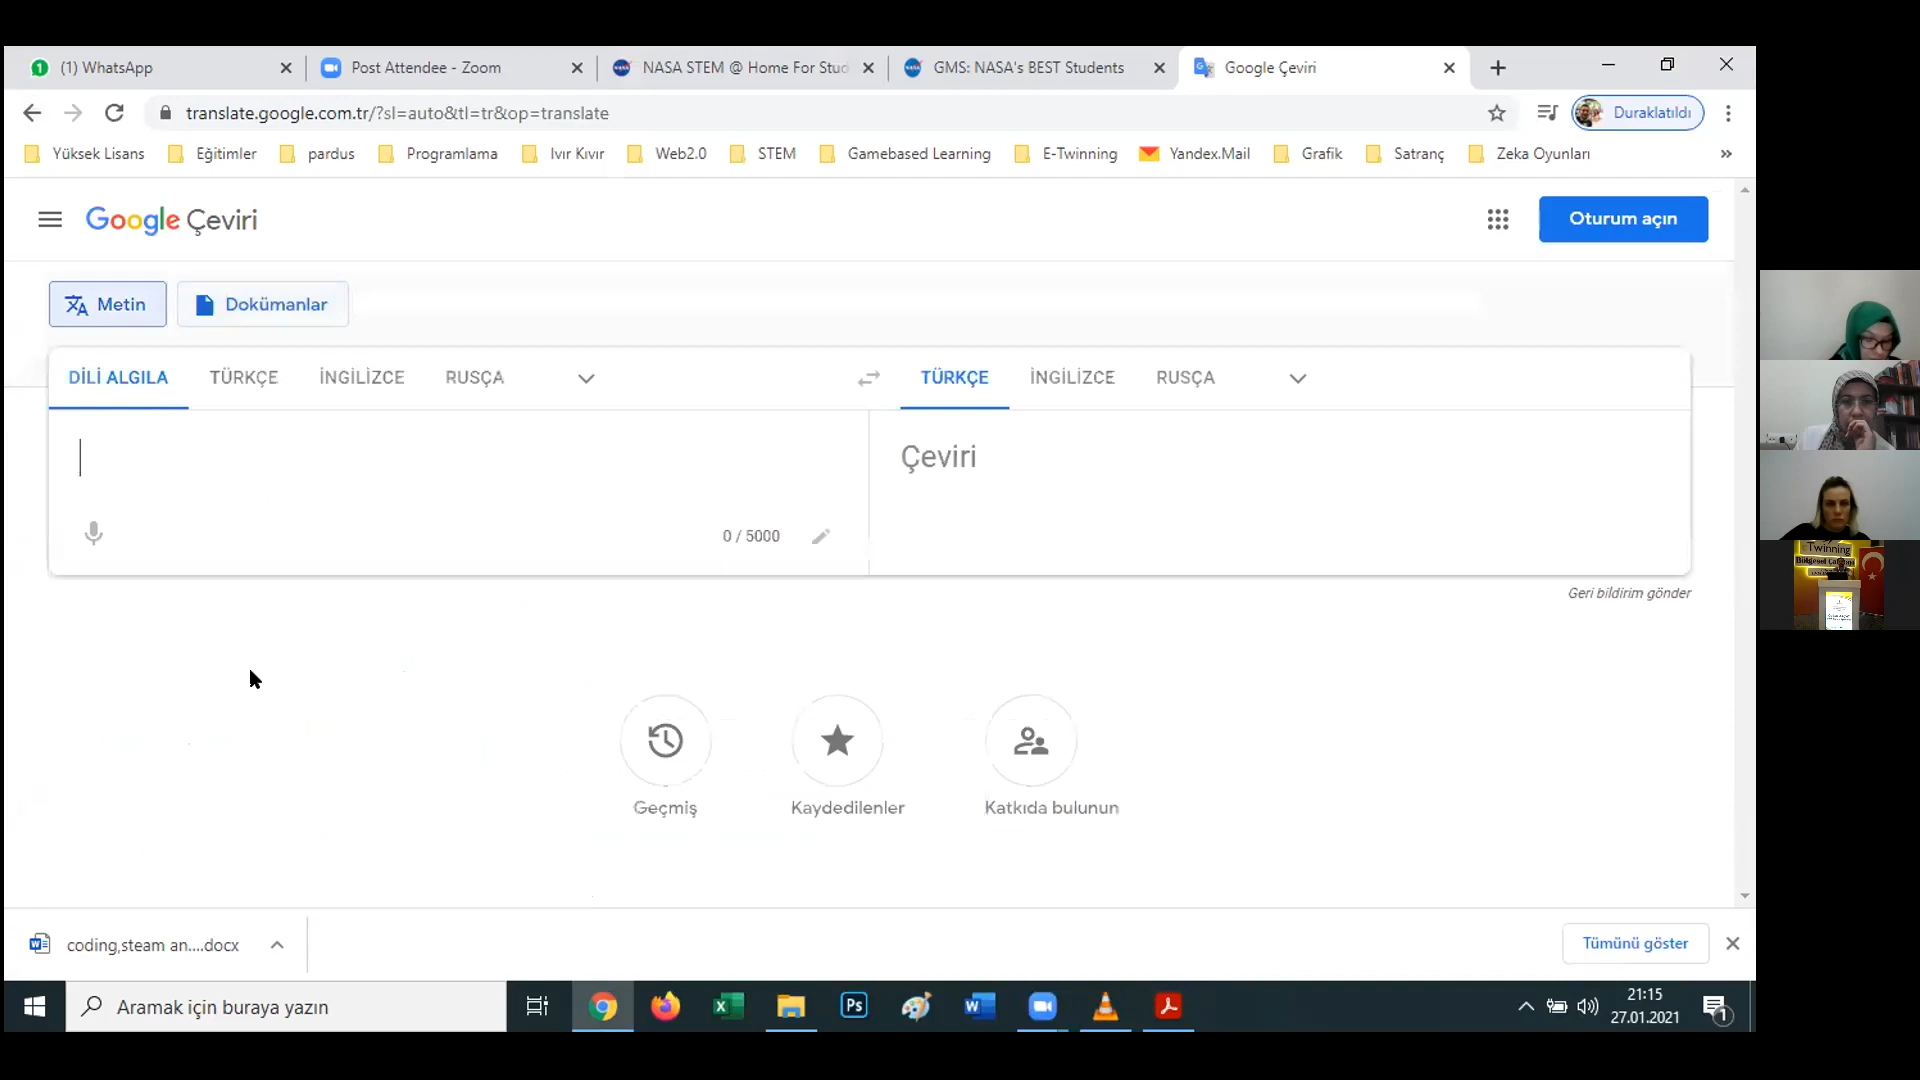 (1) WhatsApp
Post Attendee - Zoom
NASA STEM @ Home For Stud
GMS: NASA's BEST Students
Google Çeviri
translate.google.com.tr/?sl=auto&tl=tr&op=translate
Duraklatıldı
Yüksek Lisans
Eğitimler
pardus
Programlama
Ivır Kıvır
Web2.0
STEM
Gamebased Learning
E-Twinning
Yandex.Mail
Grafik
Satranç
Zeka Oyunları
Google Çeviri
Oturum açın
Metin
Dokümanlar
DİLİ ALGILA
TÜRKÇE
İNGİLİZCE
RUSÇA
TÜRKÇE
İNGİLİZCE
RUSÇA
Çeviri
0 / 5000
Geri bildirim gönder
Geçmiş
Kaydedilenler
Katkıda bulunun
Twinning
Bölgesel
coding,steam an....docx
Tümünü göster
Aramak için buraya yazın
Ps
21:15
27.01.2021
1